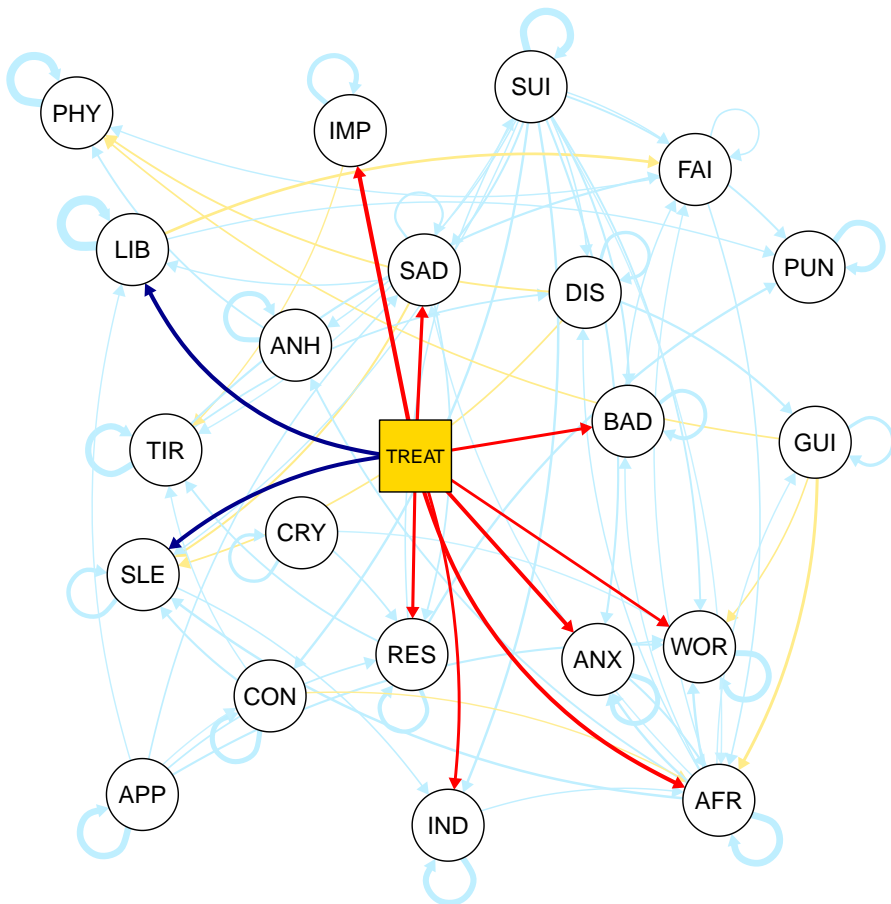 SUI
PHY
IMP
FAI
LIB
SAD
PUN
DIS
ANH
BAD
GUI
TIR
TREAT
CRY
SLE
RES
WOR
ANX
CON
APP
AFR
IND